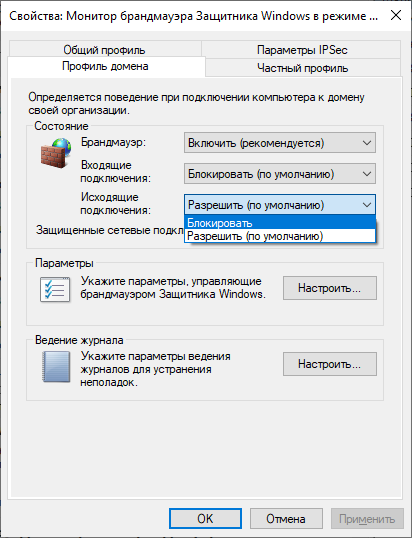 Свойства: Монитор брандмауэра Защитника Windows в режиме ...
Общий профиль
Параметры IPSec
Профиль домена
Частный профиль
Определяется поведение при подключении компьютера к домену
своей организации.
Состояние
Брандмауэр:
Включить (рекомендуется)
Входящие
подключения:
Блокировать (по умолчанию)
Исходящие
подключения:
Разрешить (по умолчанию)
Блокировать
Разрешить (по умолчанию)
Защищенные сетевые подкл
Параметры
Укажите параметры, управляющие
брандмауэром Защитника Windows.
Настроить...
Ведение журнала
Укажите параметры ведения
журналов для устранения
неполадок.
Настроить...
OK
Отмена
Применить